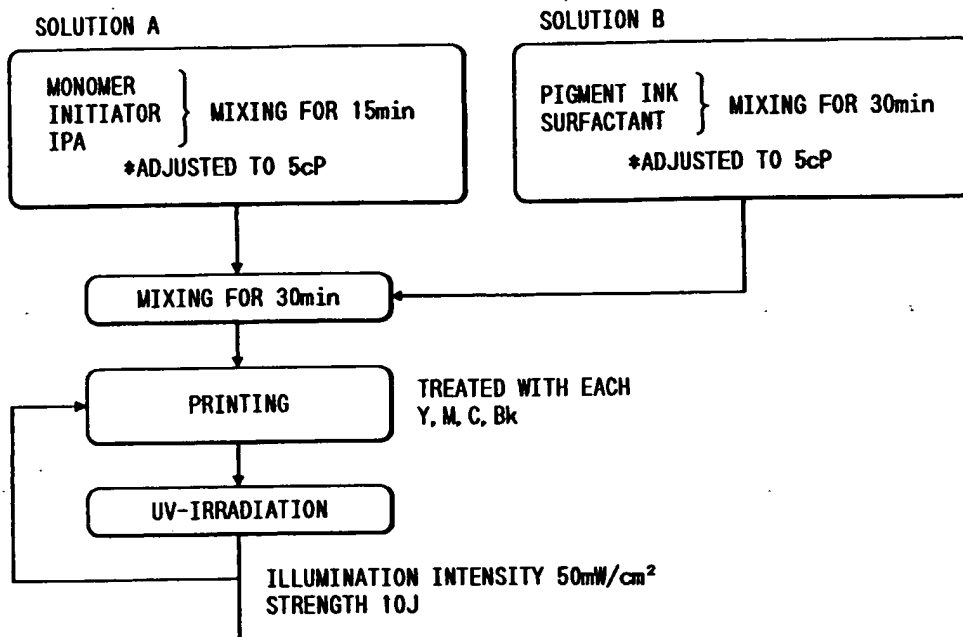 SOLUTION A
MONOMER
INITIATOR
IPA
MIXING FOR 15min
*ADJUSTED TO 5cP
SOLUTION B
PIGMENT INK
SURFACTANT
MIXING FOR 30min
*ADJUSTED TO 5cP
MIXING FOR 30min
PRINTING
TREATED WITH EACH
Y, M, C, Bk
UV-IRRADIATION
ILLUMINATION INTENSITY 50mW/cm²
STRENGTH 10J